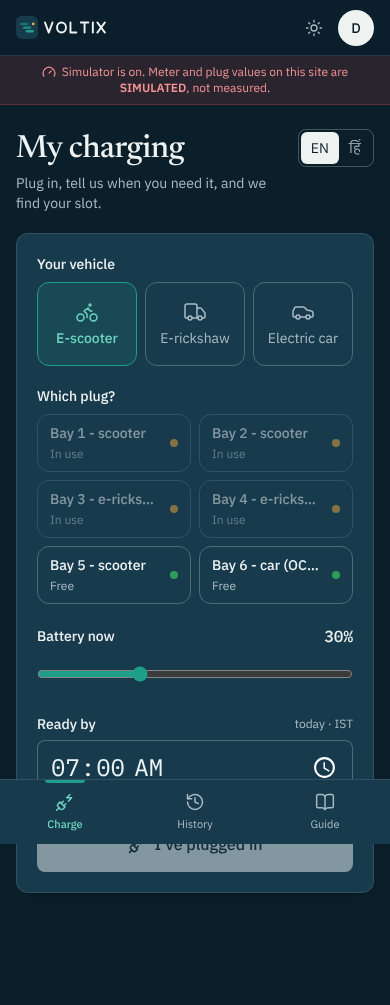 VOLTIX
D
Simulator is on. Meter and plug values on this site are
SIMULATED, not measured.
My charging
EN
हिं
Plug in, tell us when you need it, and we
find your slot.
Your vehicle
E-scooter
E-rickshaw
Electric car
Which plug?
Bay 1 - scooter
In use
Bay 2 - scooter
In use
Bay 3 - e-ricks...
In use
Bay 4 - e-ricks...
In use
Bay 5 - scooter
Free
Bay 6 - car (OC...
Free
Battery now
30%
Ready by
today · IST
07:00 AM
Charge
History
Guide
I've plugged in